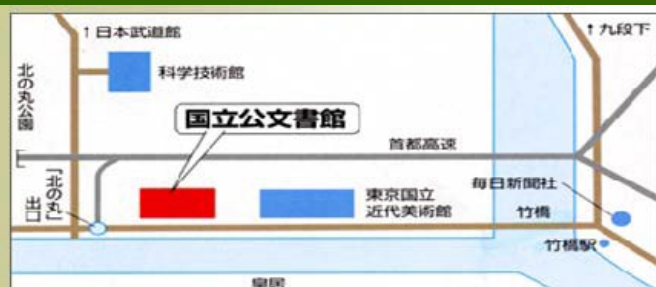 ↑日本武道館
↑九段下
科学技術館
北の丸公園
国立公文書館
首都高速
「北の丸」
出口
東京国立
近代美術館
毎日新聞社
竹橋
竹橋駅
皇居